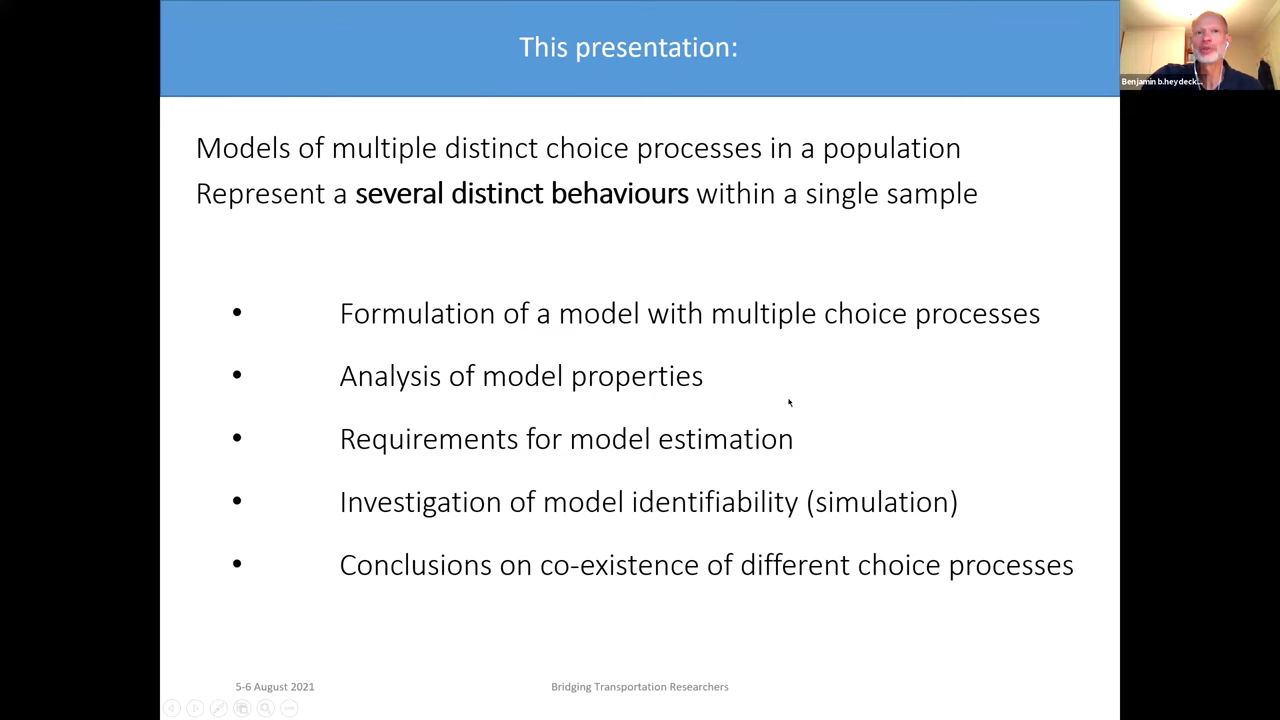 This presentation:
Benjamin b.heydeck...
Models of multiple distinct choice processes in a population
Represent a several distinct behaviours within a single sample
• Formulation of a model with multiple choice processes
• Analysis of model properties
• Requirements for model estimation
• Investigation of model identifiability (simulation)
• Conclusions on co-existence of different choice processes
5-6 August 2021
Bridging Transportation Researchers